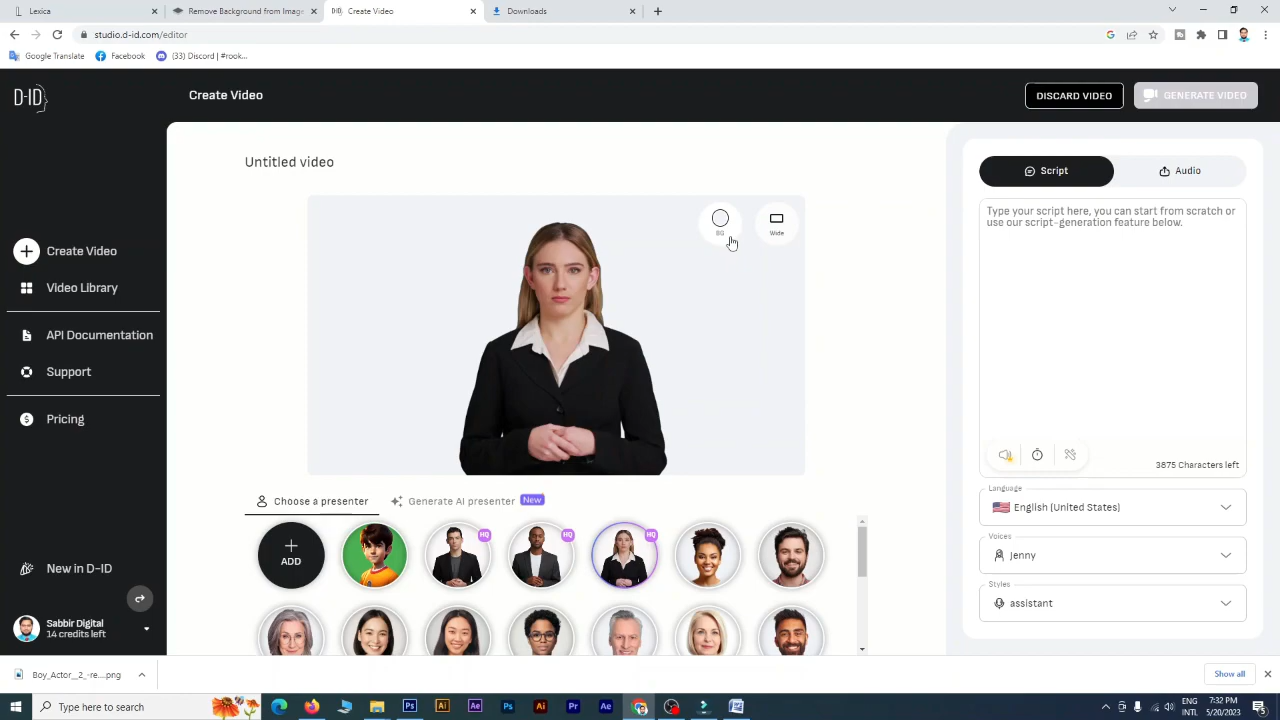 Lexica
Remove Background from Image
Create Video
Downloads
studio.d-id.com/editor
Google Translate
Facebook
(33) Discord | #rook...
D-ID
Create Video
DISCARD VIDEO
GENERATE VIDEO
Untitled video
Script
Audio
BG
Wide
Type your script here, you can start from scratch or
use our script-generation feature below.
Create Video
Video Library
API Documentation
Support
Pricing
3875 Characters left
Language
English (United States)
Choose a presenter
Generate AI presenter
New
ADD
HQ
HQ
HQ
Voices
Jenny
Styles
assistant
New in D-ID
Sabbir Digital
14 credits left
Boy_Actor__2_-re....png
Show all
Type here to search
ENG
INTL
7:32 PM
5/20/2023